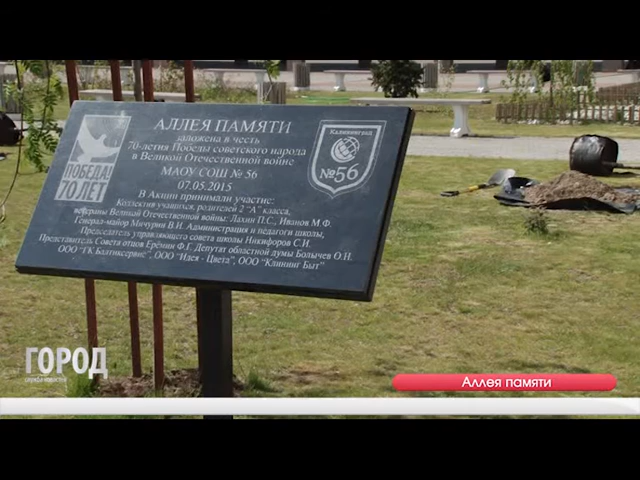 АЛЛЕЯ ПАМЯТИ
заложена в честь
70-летия Победы советского народа
в Великой Отечественной войне
МАОУ СОШ № 56
07.05.2015
В Акции принимали участие:
Коллектив учащихся, родителей 2 "А" класса,
ветераны Великой Отечественной войны: Лязин П.С., Иванов М.Ф.
Генерал-майор Мичурин В.Н. Администрация и педагоги школы,
Председатель управляющего совета школы Никифоров С.И.
Представитель Совета отцов Ерёмин Ф.Г. Депутат областной думы Болычев О.Н.
ООО "ГК Балтиксервис", ООО "Идея - Цвета", ООО "Клининг Быт"
ПОБЕДА!
70 ЛЕТ
Калининград
№56
ГОРОД
служба новостей
Аллея памяти